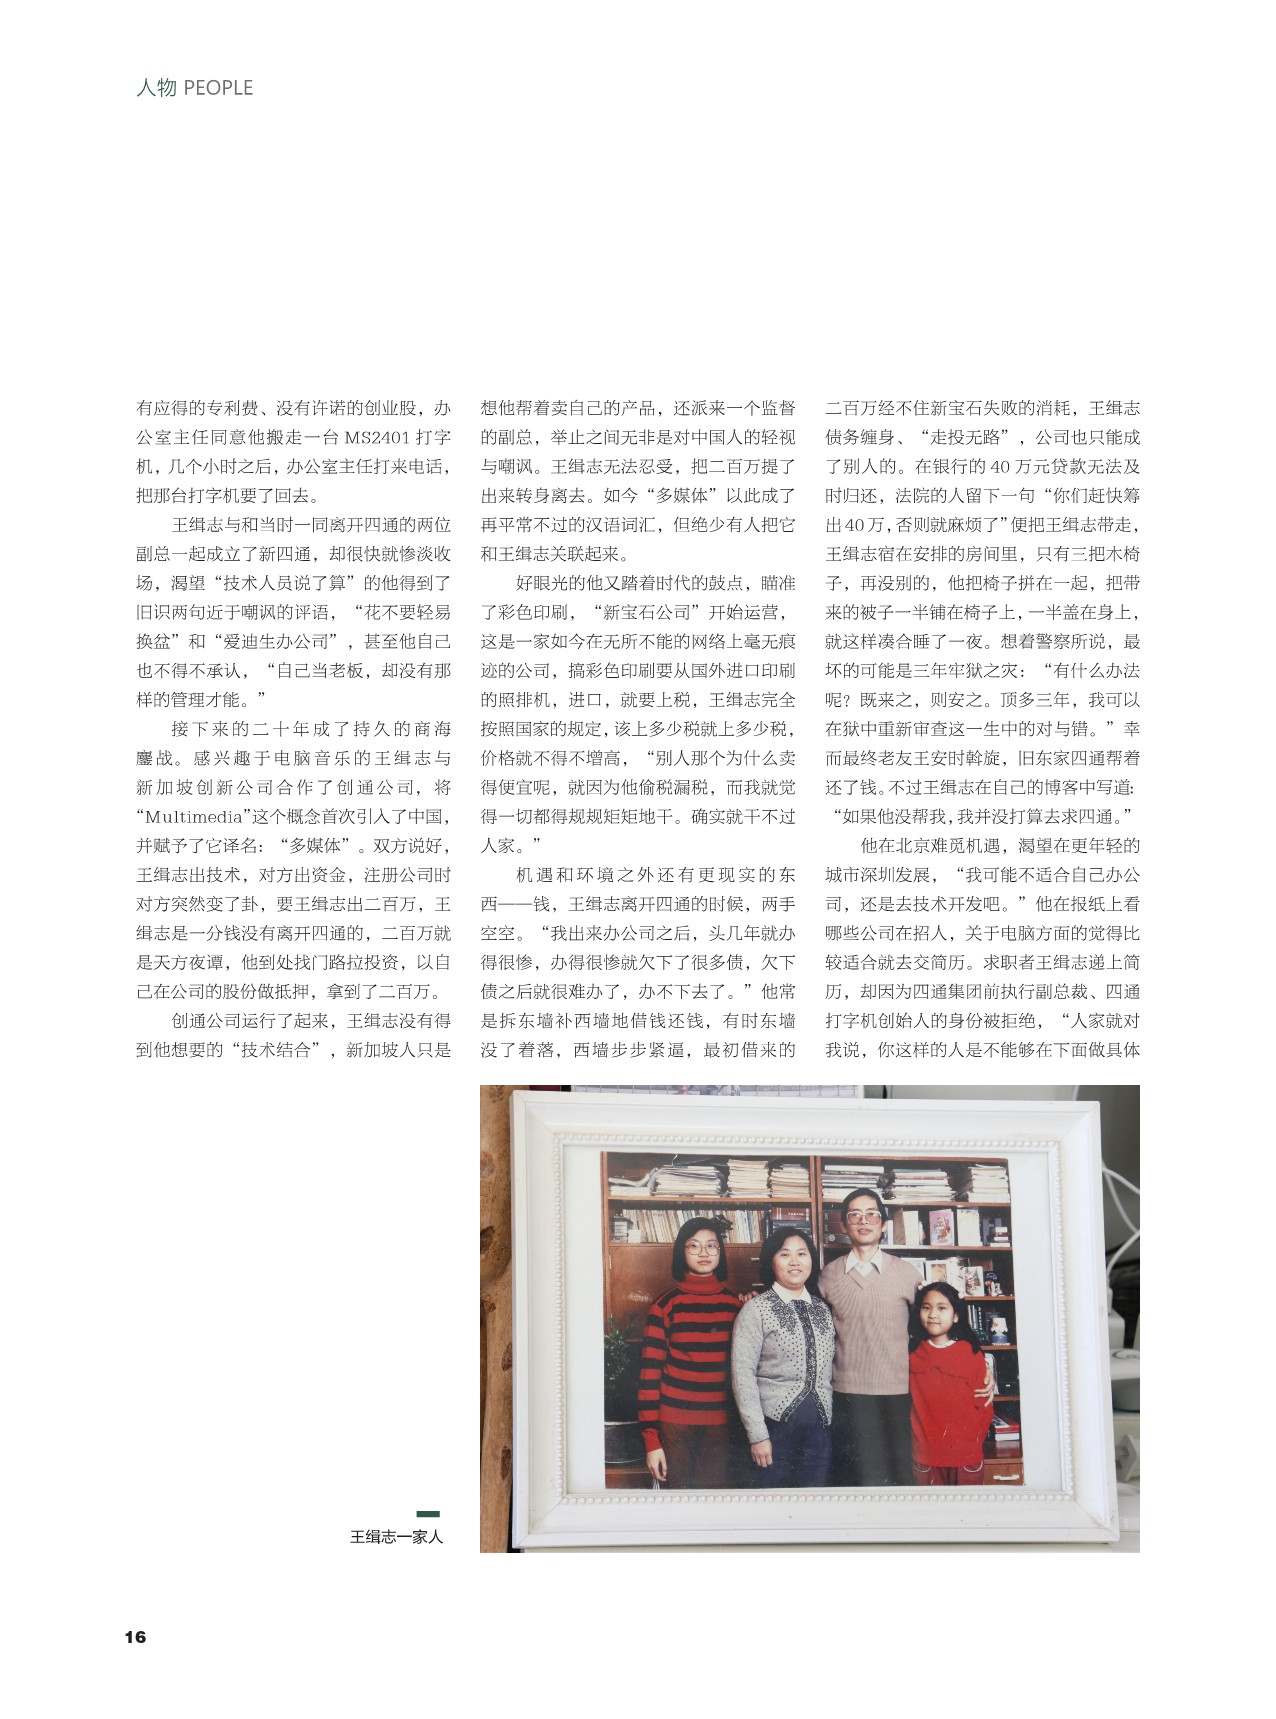 人物 PEOPLE
有应得的专利费、没有许诺的创业股，办
公室主任同意他搬走一台 MS2401 打字
机，几个小时之后，办公室主任打来电话，
把那台打字机要了回去。
王缉志与和当时一同离开四通的两位
副总一起成立了新四通，却很快就惨淡收
场，渴望“技术人员说了算”的他得到了
旧识两句近于嘲讽的评语，“花不要轻易
换盆”和“爱迪生办公司”，甚至他自己
也不得不承认，“自己当老板，却没有那
样的管理才能。”
接下来的二十年成了持久的商海
鏖战。感兴趣于电脑音乐的王缉志与
新加坡创新公司合作了创通公司，将
“Multimedia”这个概念首次引入了中国，
并赋予了它译名：“多媒体”。双方说好，
王缉志出技术，对方出资金，注册公司时
对方突然变了卦，要王缉志出二百万，王
缉志是一分钱没有离开四通的，二百万就
是天方夜谭，他到处找门路拉投资，以自
己在公司的股份做抵押，拿到了二百万。
创通公司运行了起来，王缉志没有得
到他想要的“技术结合”，新加坡人只是
想他帮着卖自己的产品，还派来一个监督
的副总，举止之间无非是对中国人的轻视
与嘲讽。王缉志无法忍受，把二百万提了
出来转身离去。如今“多媒体”以此成了
再平常不过的汉语词汇，但绝少有人把它
和王缉志关联起来。
好眼光的他又踏着时代的鼓点，瞄准
了彩色印刷，“新宝石公司”开始运营，
这是一家如今在无所不能的网络上毫无痕
迹的公司，搞彩色印刷要从国外进口印刷
的照排机，进口，就要上税，王缉志完全
按照国家的规定，该上多少税就上多少税，
价格就不得不增高，“别人那个为什么卖
得便宜呢，就因为他偷税漏税，而我就觉
得一切都得规规矩矩地干。确实就干不过
人家。”
机遇和环境之外还有更现实的东
西——钱，王缉志离开四通的时候，两手
空空。“我出来办公司之后，头几年就办
得很惨，办得很惨就欠下了很多债，欠下
债之后就很难办了，办不下去了。”他常
是拆东墙补西墙地借钱还钱，有时东墙
没了着落，西墙步步紧逼，最初借来的
二百万经不住新宝石失败的消耗，王缉志
债务缠身、“走投无路”，公司也只能成
了别人的。在银行的 40 万元贷款无法及
时归还，法院的人留下一句“你们赶快筹
出 40 万，否则就麻烦了”便把王缉志带走，
王缉志宿在安排的房间里，只有三把木椅
子，再没别的，他把椅子拼在一起，把带
来的被子一半铺在椅子上，一半盖在身上，
就这样凑合睡了一夜。想着警察所说，最
坏的可能是三年牢狱之灾：“有什么办法
呢？既来之，则安之。顶多三年，我可以
在狱中重新审查这一生中的对与错。”幸
而最终老友王安时斡旋，旧东家四通帮着
还了钱。不过王缉志在自己的博客中写道：
“如果他没帮我，我并没打算去求四通。”
他在北京难觅机遇，渴望在更年轻的
城市深圳发展，“我可能不适合自己办公
司，还是去技术开发吧。”他在报纸上看
哪些公司在招人，关于电脑方面的觉得比
较适合就去交简历。求职者王缉志递上简
历，却因为四通集团前执行副总裁、四通
打字机创始人的身份被拒绝，“人家就对
我说，你这样的人是不能够在下面做具体
王缉志一家人
16